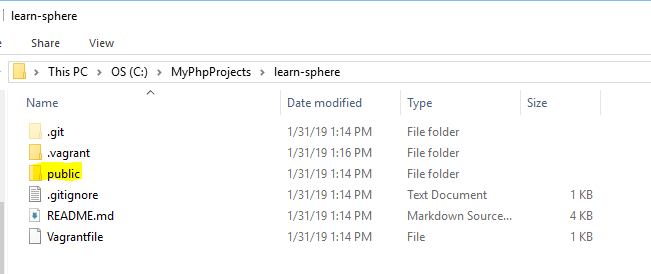 learn-sphere
Share View
This PC OS (C:) MyPhpProjects learn-sphere
Name Date modified Type Size
.git 1/31/19 1:14 PM File folder
.vagrant 1/31/19 1:16 PM File folder
public 1/31/19 1:14 PM File folder
.gitignore 1/31/19 1:14 PM Text Document 1 KB
README.md 1/31/19 1:14 PM Markdown Source... 4 KB
Vagrantfile 1/31/19 1:14 PM File 1 KB